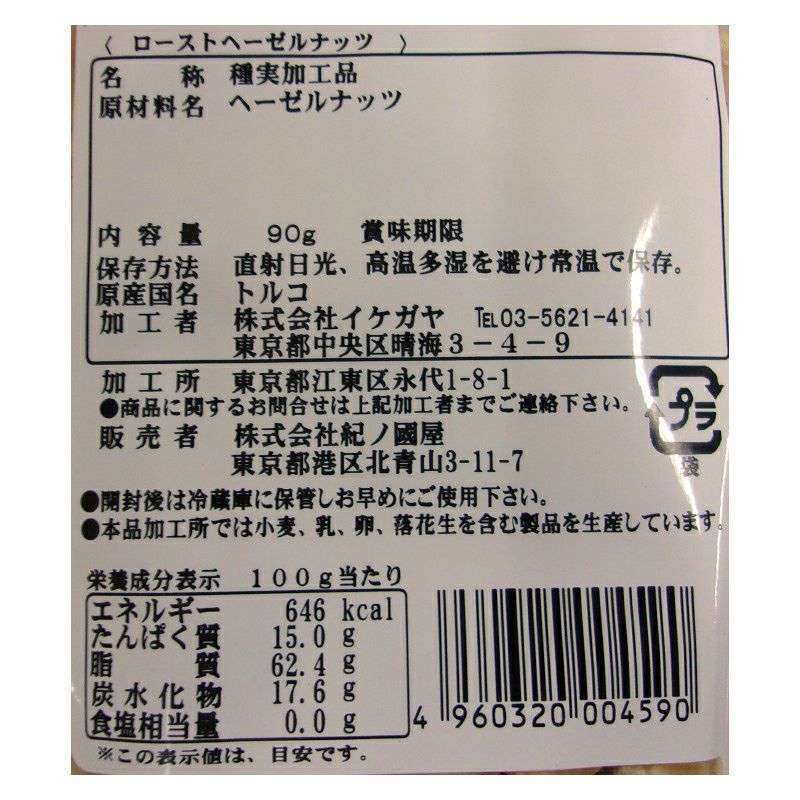 〈 ローストヘーゼルナッツ 〉
名称 種実加工品
原材料名 ヘーゼルナッツ
内容量 90g 賞味期限
保存方法 直射日光、高温多湿を避け常温で保存。
原産国名 トルコ
加工者 株式会社イケガヤ TEL03-5621-4141
東京都中央区晴海3-4-9
加工所 東京都江東区永代1-8-1
●商品に関するお問合せは上記加工者までご連絡下さい。
販売者 株式会社紀ノ國屋
東京都港区北青山3-11-7
プラ
袋
●開封後は冷蔵庫に保管しお早めにご使用下さい。
●本品加工所では小麦、乳、卵、落花生を含む製品を生産しています。
栄養成分表示 100g当たり
エネルギー 646 kcal
たんぱく質 15.0 g
脂質 62.4 g
炭水化物 17.6 g
食塩相当量 0.0 g
※この表示値は、目安です。
4 960320 004590